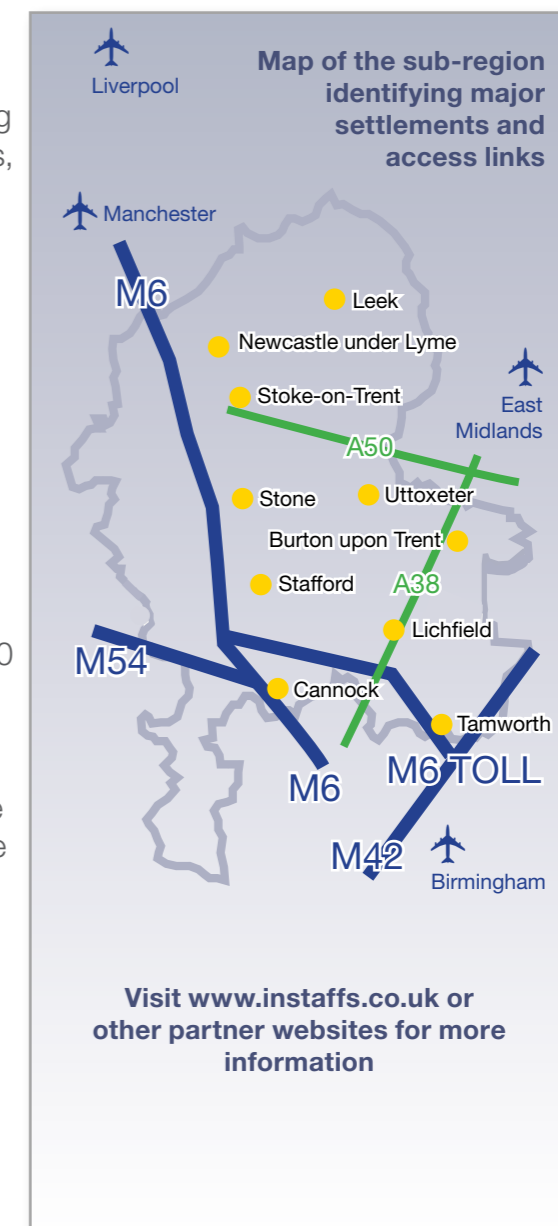 g
s,
0
e
e
Liverpool
Map of the sub-region
identifying major
settlements and
access links
Manchester
M6
Leek
Newcastle under Lyme
Stoke-on-Trent
East
Midlands
A50
Stone
Uttoxeter
Burton upon Trent
Stafford
A38
Lichfield
M54
Cannock
Tamworth
M6
M6 TOLL
M42
Birmingham
Visit www.instaffs.co.uk or
other partner websites for more
information